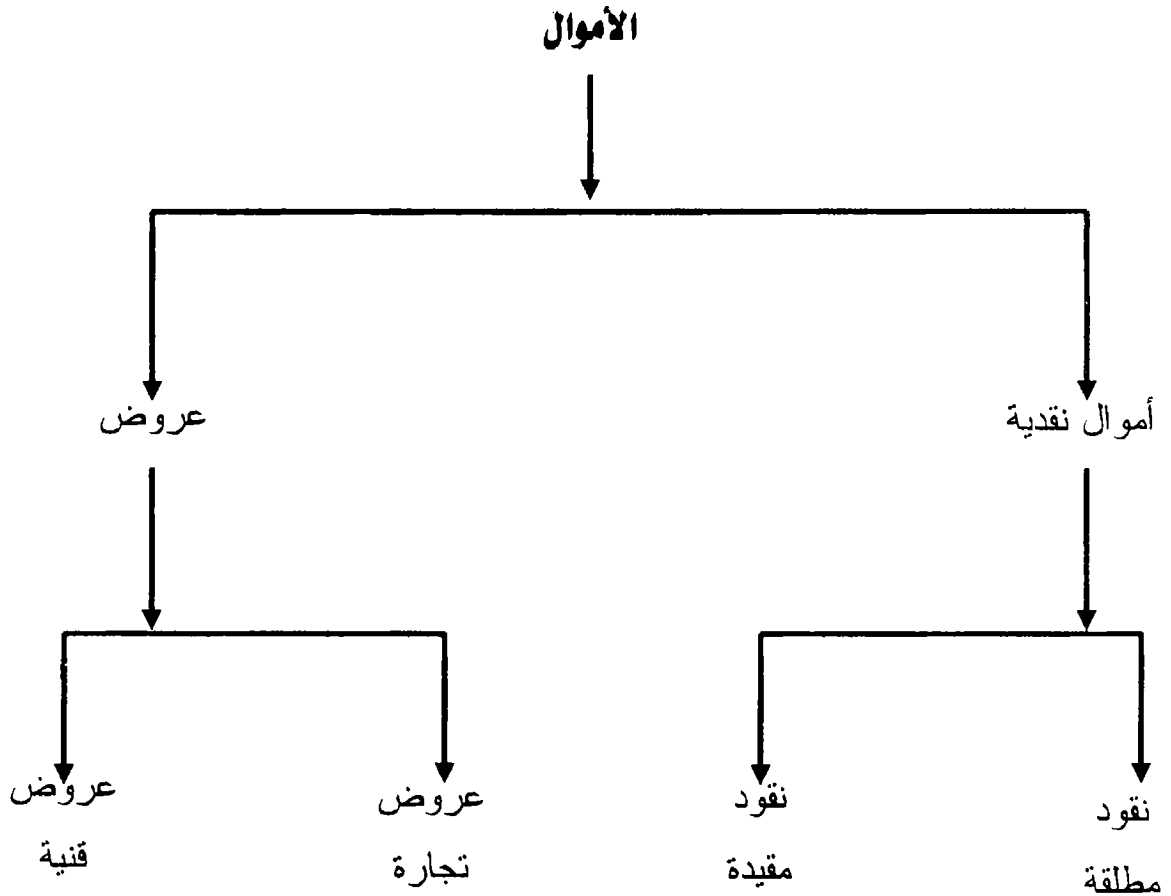 الأموال
أموال نقدية
عروض
نقود
مطلقة
نقود
مقيدة
عروض
تجارة
عروض
قنية